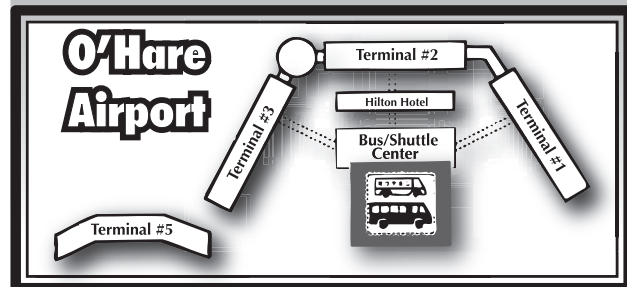 O'Hare
Airport
Terminal #2
Hilton Hotel
Terminal #3
Bus/Shuttle
Center
Terminal #1
Terminal #5